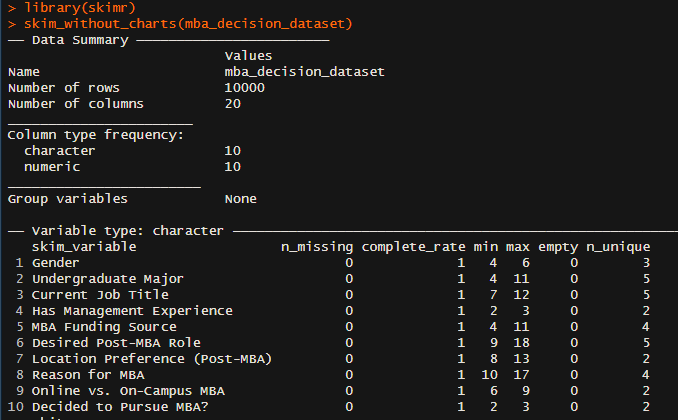 > library(skimr)
> skim_without_charts(mba_decision_dataset)
── Data Summary ────────────────────────
Values
Name mba_decision_dataset
Number of rows 10000
Number of columns 20
_______________________
Column type frequency:
character 10
numeric 10
________________________
Group variables None
── Variable type: character ────────────────────────────────────────────────────────
skim_variable n_missing complete_rate min max empty n_unique
1 Gender 0 1 4 6 0 3
2 Undergraduate Major 0 1 4 11 0 5
3 Current Job Title 0 1 7 12 0 5
4 Has Management Experience 0 1 2 3 0 2
5 MBA Funding Source 0 1 4 11 0 4
6 Desired Post-MBA Role 0 1 9 18 0 5
7 Location Preference (Post-MBA) 0 1 8 13 0 2
8 Reason for MBA 0 1 10 17 0 4
9 Online vs. On-Campus MBA 0 1 6 9 0 2
10 Decided to Pursue MBA? 0 1 2 3 0 2